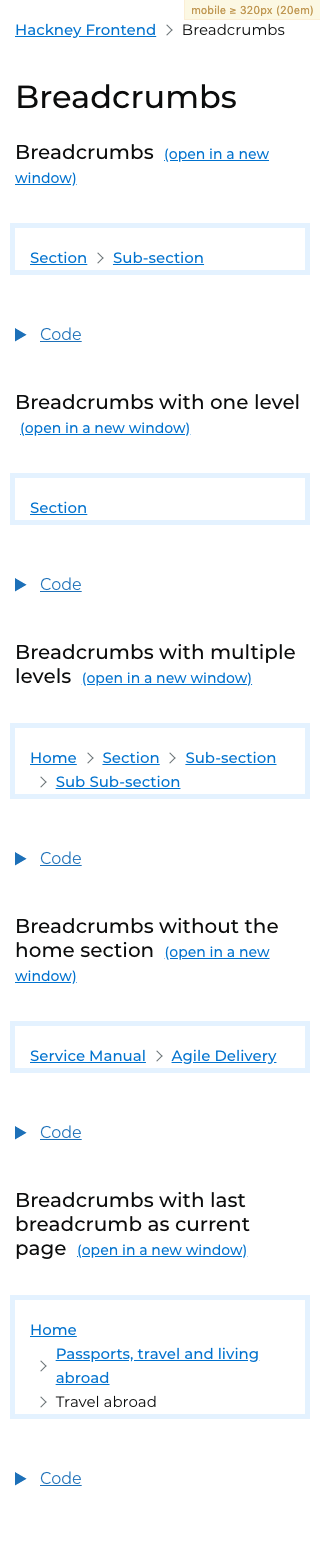 mobile ≥ 320px (20em)
Hackney Frontend > Breadcrumbs
Breadcrumbs
Breadcrumbs (open in a new
window)
Section > Sub-section
Code
Breadcrumbs with one level
(open in a new window)
Section
Code
Breadcrumbs with multiple
levels (open in a new window)
Home > Section > Sub-section
> Sub Sub-section
Code
Breadcrumbs without the
home section (open in a new
window)
Service Manual > Agile Delivery
Code
Breadcrumbs with last
breadcrumb as current
page (open in a new window)
Home
> Passports, travel and living
abroad
> Travel abroad
Code